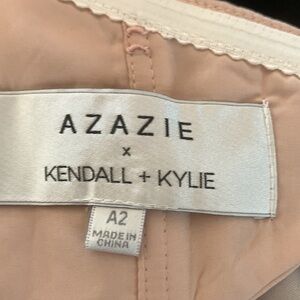 AZAZIE
x
KENDALL + KYLIE
A2
MADE IN
CHINA